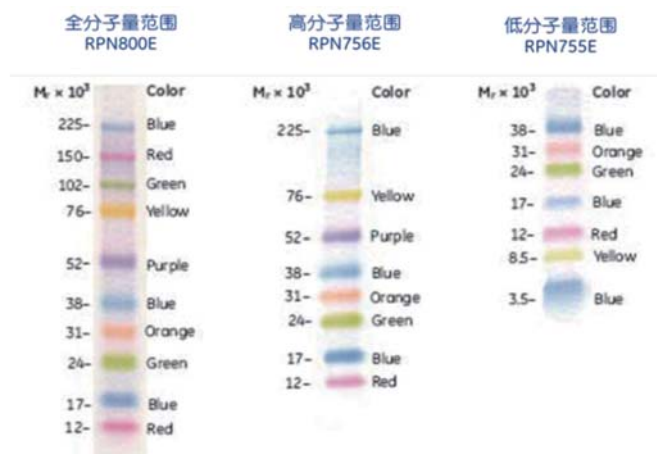 全分子量范围
RPN800E
Mᵣ × 10³ Color
225– Blue
150– Red
102– Green
76– Yellow
52– Purple
38– Blue
31– Orange
24– Green
17– Blue
12– Red
高分子量范围
RPN756E
Mᵣ × 10³ Color
225– Blue
76– Yellow
52– Purple
38– Blue
31– Orange
24– Green
17– Blue
12– Red
低分子量范围
RPN755E
Mᵣ × 10³ Color
38– Blue
31– Orange
24– Green
17– Blue
12– Red
8.5– Yellow
3.5– Blue